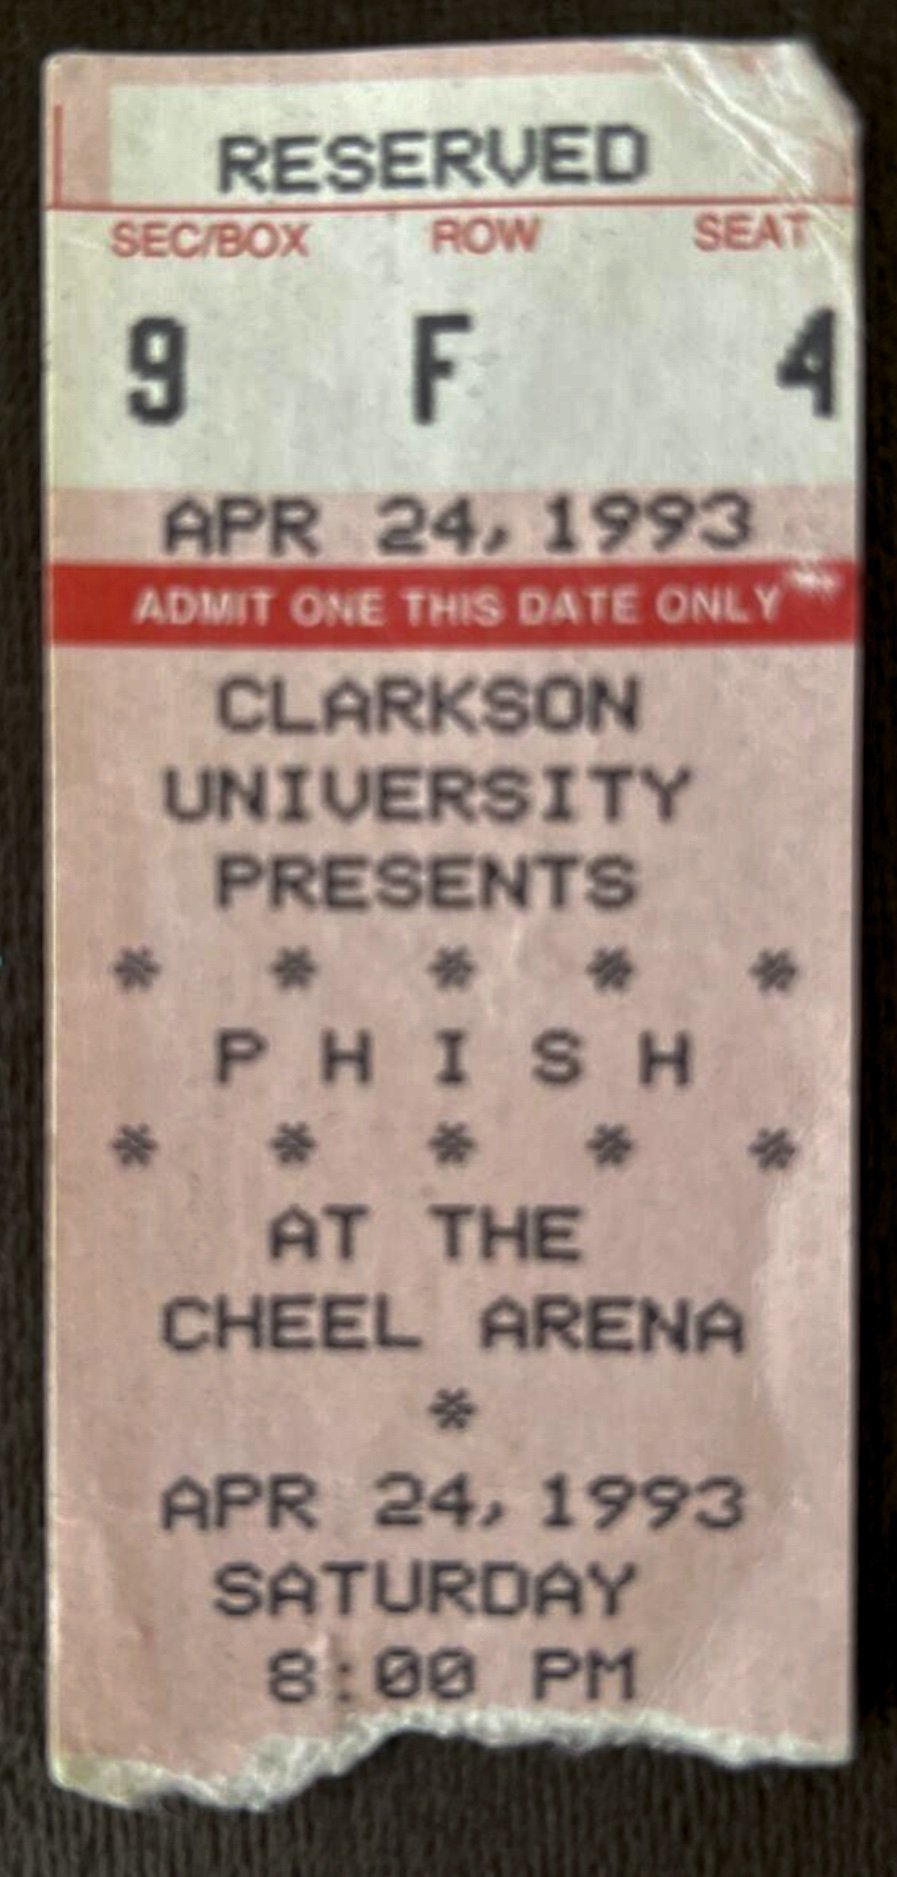 RESERVED
SEC/BOX ROW SEAT
9 F 4
APR 24, 1993
ADMIT ONE THIS DATE ONLY
CLARKSON
UNIVERSITY
PRESENTS
* * * * *
P H I S H
* * * * *
AT THE
CHEEL ARENA
*
APR 24, 1993
SATURDAY
8:00 PM